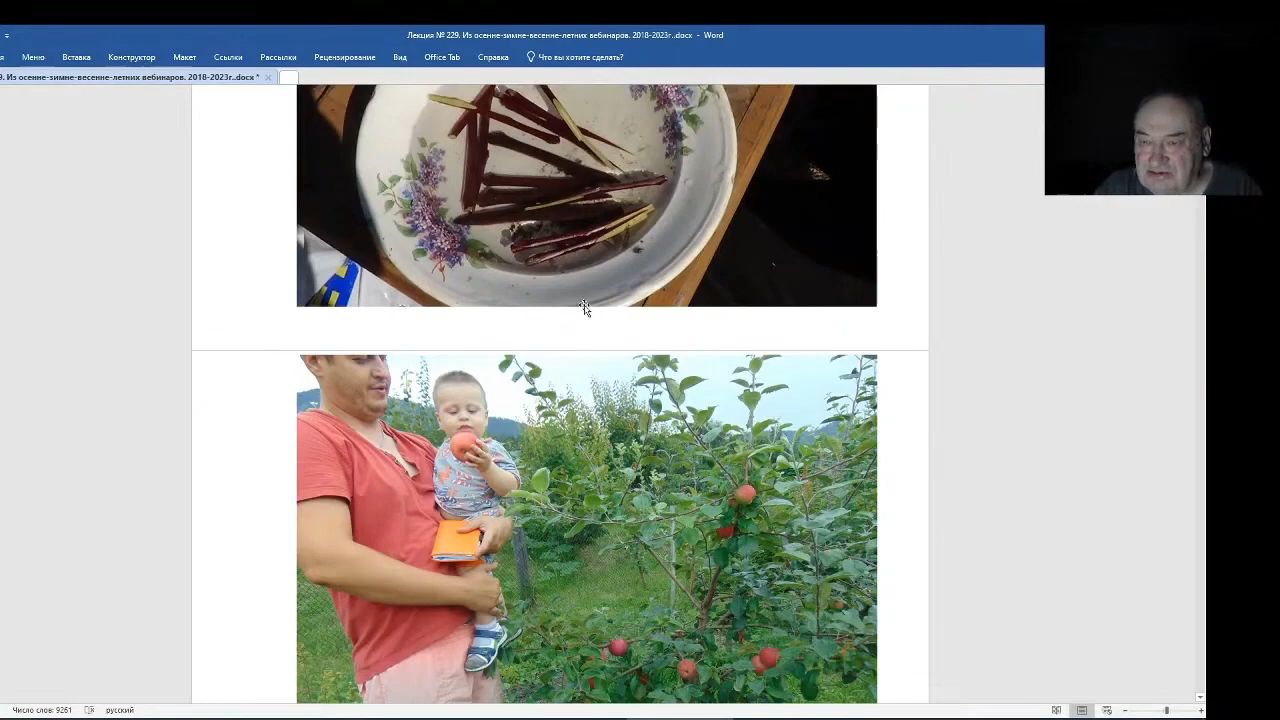 Лекция № 229. Из осенне-зимне-весенне-летних вебинаров. 2018-2023г..docx - Word
Меню Вставка Конструктор Макет Ссылки Рассылки Рецензирование Вид Office Tab Справка Что вы хотите сделать?
9. Из осенне-зимне-весенне-летних вебинаров. 2018-2023г..docx *
Число слов: 9261 русский